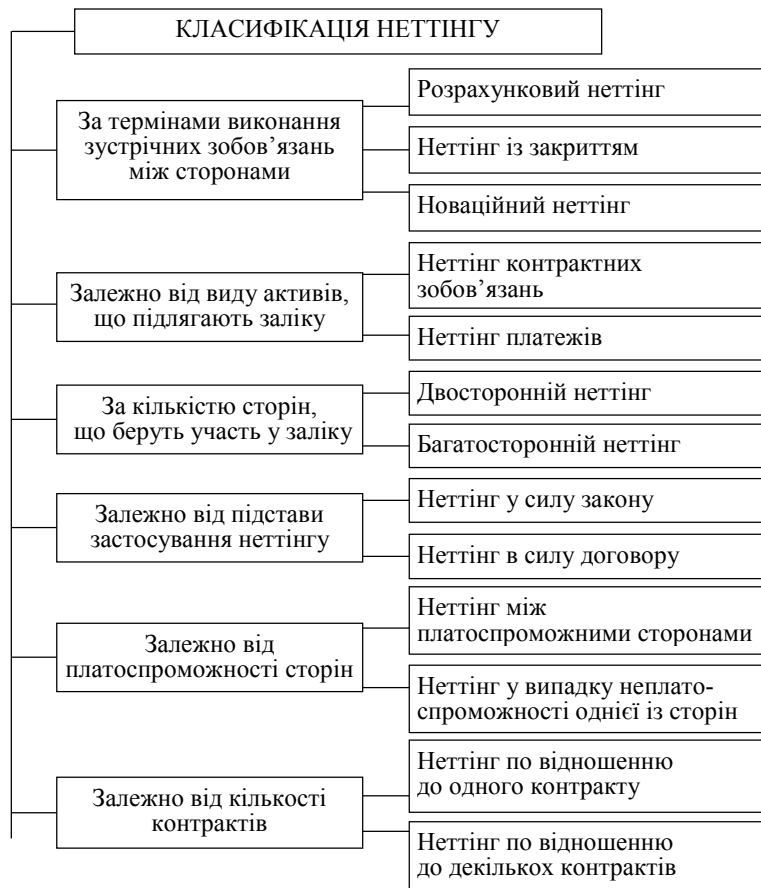 КЛАСИФІКАЦІЯ НЕТТІНГУ
За термінами виконання
зустрічних зобов’язань
між сторонами
Розрахунковий неттінг
Неттінг із закриттям
Новаційний неттінг
Залежно від виду активів,
що підлягають заліку
Неттінг контрактних
зобов’язань
Неттінг платежів
За кількістю сторін,
що беруть участь у заліку
Двосторонній неттінг
Багатосторонній неттінг
Залежно від підстави
застосування неттінгу
Неттінг у силу закону
Неттінг в силу договору
Залежно від
платоспроможності сторін
Неттінг між
платоспроможними сторонами
Неттінг у випадку неплато-
спроможності однієї із сторін
Залежно від кількості
контрактів
Неттінг по відношенню
до одного контракту
Неттінг по відношенню
до декількох контрактів